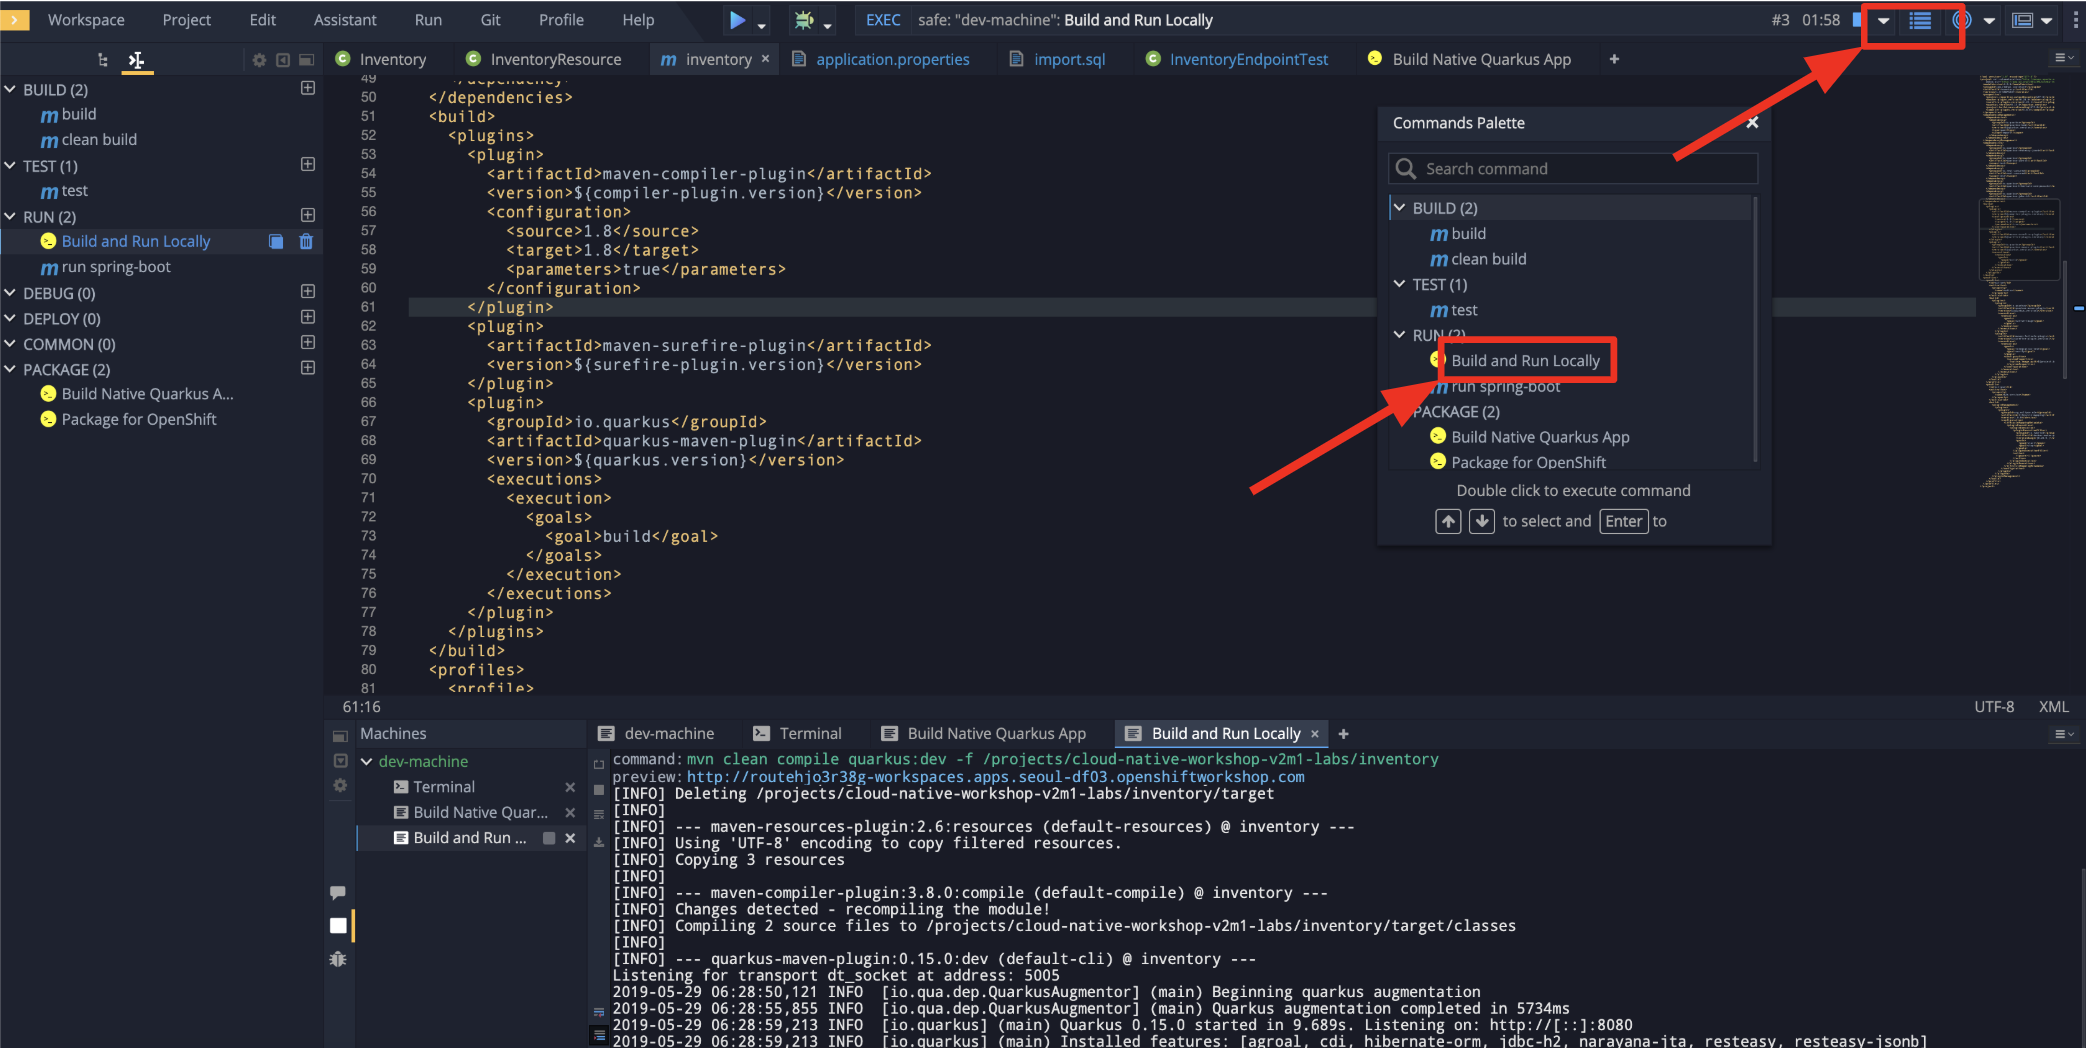 Workspace Project Edit Assistant Run Git Profile Help EXEC safe: "dev-machine": Build and Run Locally #3 01:58
Inventory InventoryResource inventory application.properties import.sql InventoryEndpointTest Build Native Quarkus App
BUILD (2)
build
clean build
TEST (1)
test
RUN (2)
Build and Run Locally
run spring-boot
DEBUG (0)
DEPLOY (0)
COMMON (0)
PACKAGE (2)
Build Native Quarkus A...
Package for OpenShift
49 </dependency>
50 </dependencies>
51 <build>
52 <plugins>
53 <plugin>
54 <artifactId>maven-compiler-plugin</artifactId>
55 <version>${compiler-plugin.version}</version>
56 <configuration>
57 <source>1.8</source>
58 <target>1.8</target>
59 <parameters>true</parameters>
60 </configuration>
61 </plugin>
62 <plugin>
63 <artifactId>maven-surefire-plugin</artifactId>
64 <version>${surefire-plugin.version}</version>
65 </plugin>
66 <plugin>
67 <groupId>io.quarkus</groupId>
68 <artifactId>quarkus-maven-plugin</artifactId>
69 <version>${quarkus.version}</version>
70 <executions>
71 <execution>
72 <goals>
73 <goal>build</goal>
74 </goals>
75 </execution>
76 </executions>
77 </plugin>
78 </plugins>
79 </build>
80 <profiles>
81 <profile>
Commands Palette
Search command
BUILD (2)
build
clean build
TEST (1)
test
RUN (2)
Build and Run Locally
run spring-boot
PACKAGE (2)
Build Native Quarkus App
Package for OpenShift
Double click to execute command
to select and Enter to
61:16 UTF-8 XML
Machines
dev-machine
Terminal
Build Native Quar...
Build and Run ...
dev-machine Terminal Build Native Quarkus App Build and Run Locally
command: mvn clean compile quarkus:dev -f /projects/cloud-native-workshop-v2m1-labs/inventory
preview: http://routehjo3r38g-workspaces.apps.seoul-df03.openshiftworkshop.com
[INFO] Deleting /projects/cloud-native-workshop-v2m1-labs/inventory/target
[INFO]
[INFO] --- maven-resources-plugin:2.6:resources (default-resources) @ inventory ---
[INFO] Using 'UTF-8' encoding to copy filtered resources.
[INFO] Copying 3 resources
[INFO]
[INFO] --- maven-compiler-plugin:3.8.0:compile (default-compile) @ inventory ---
[INFO] Changes detected - recompiling the module!
[INFO] Compiling 2 source files to /projects/cloud-native-workshop-v2m1-labs/inventory/target/classes
[INFO]
[INFO] --- quarkus-maven-plugin:0.15.0:dev (default-cli) @ inventory ---
Listening for transport dt_socket at address: 5005
2019-05-29 06:28:50,121 INFO [io.qua.dep.QuarkusAugmentor] (main) Beginning quarkus augmentation
2019-05-29 06:28:55,855 INFO [io.qua.dep.QuarkusAugmentor] (main) Quarkus augmentation completed in 5734ms
2019-05-29 06:28:59,213 INFO [io.quarkus] (main) Quarkus 0.15.0 started in 9.689s. Listening on: http://[::]:8080
2019-05-29 06:28:59,213 INFO [io.quarkus] (main) Installed features: [agroal, cdi, hibernate-orm, jdbc-h2, narayana-jta, resteasy, resteasy-jsonb]